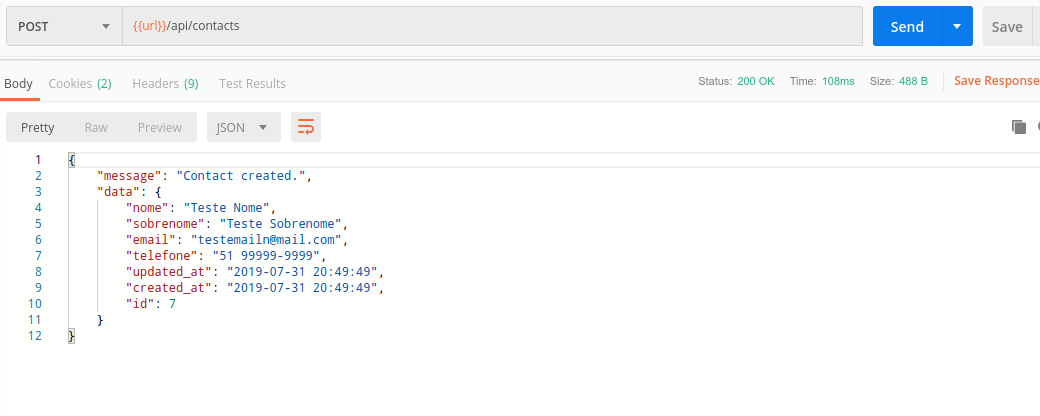 POST {{url}}/api/contacts Send Save
Body Cookies (2) Headers (9) Test Results Status: 200 OK Time: 108ms Size: 488 B Save Response
Pretty Raw Preview JSON
1 {
2 "message": "Contact created.",
3 "data": {
4 "nome": "Teste Nome",
5 "sobrenome": "Teste Sobrenome",
6 "email": "testemailn@mail.com",
7 "telefone": "51 99999-9999",
8 "updated_at": "2019-07-31 20:49:49",
9 "created_at": "2019-07-31 20:49:49",
10 "id": 7
11 }
12 }